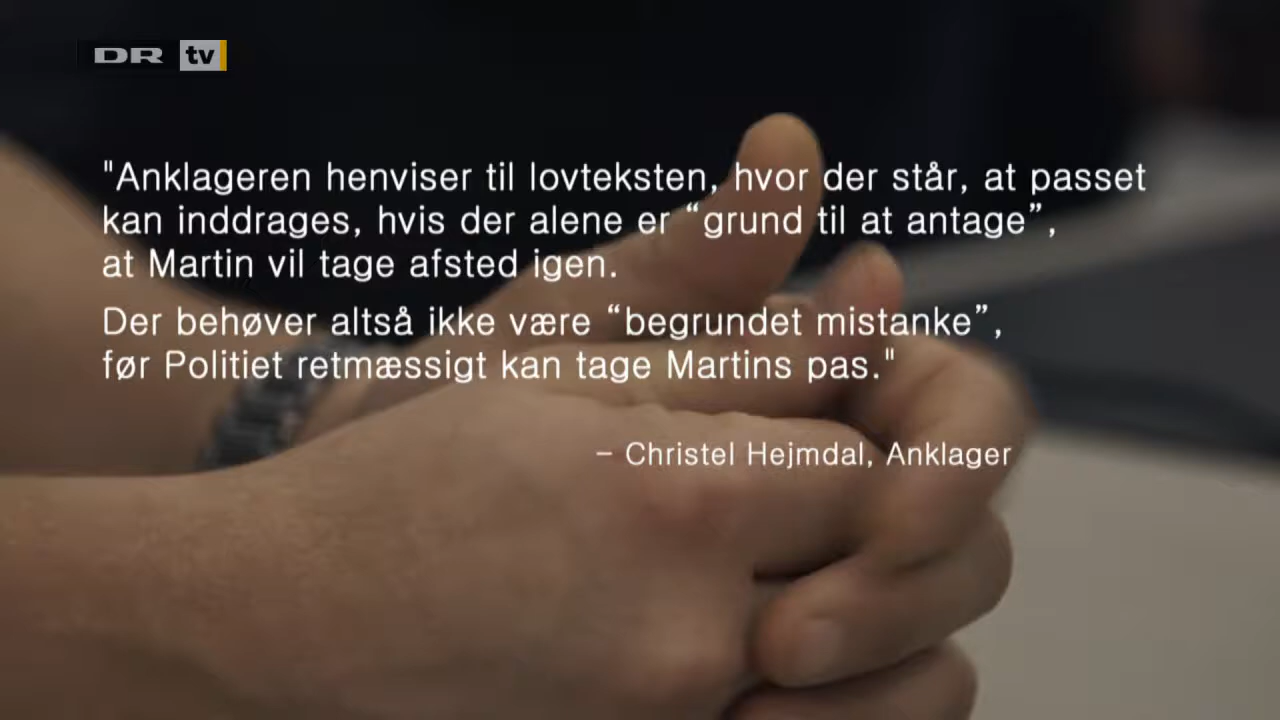 DR tv
"Anklageren henviser til lovteksten, hvor der står, at passet
kan inddrages, hvis der alene er “grund til at antage”,
at Martin vil tage afsted igen.
Der behøver altså ikke være “begrundet mistanke”,
før Politiet retmæssigt kan tage Martins pas."
– Christel Hejmdal, Anklager